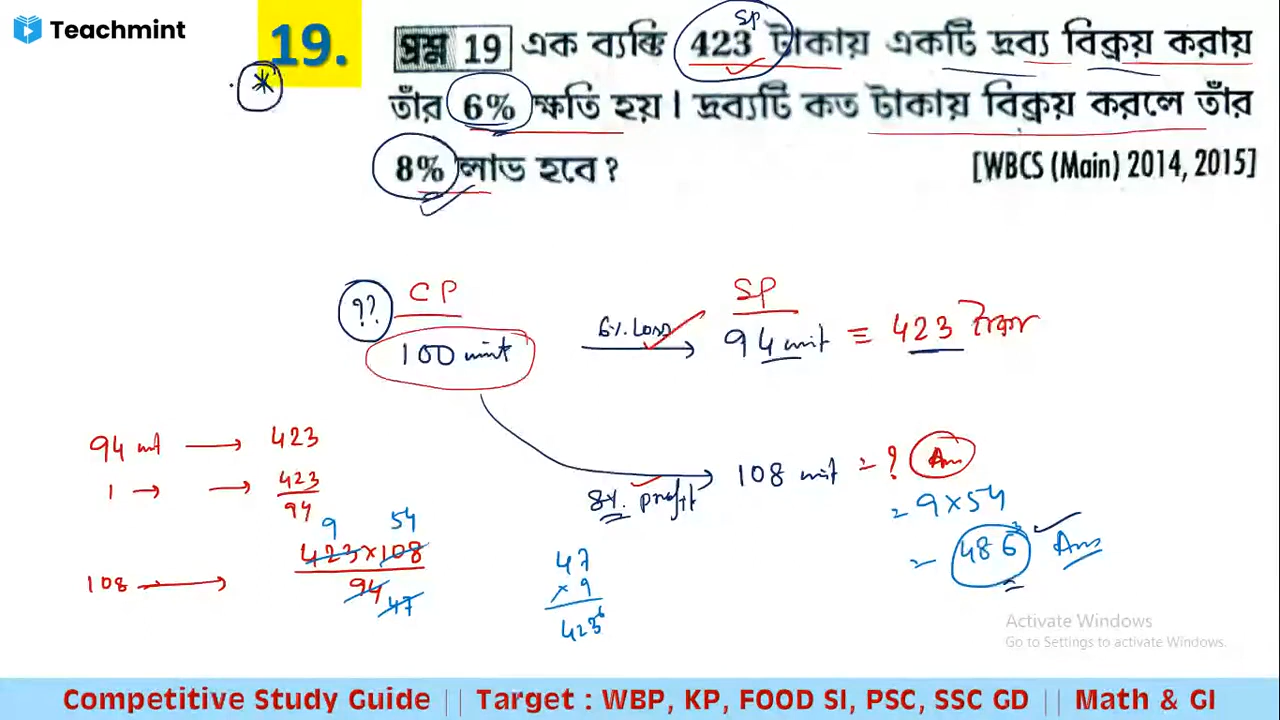 Teachmint
19.
প্রশ্ন 19 এক ব্যক্তি 423 টাকায় একটি দ্রব্য বিক্রয় করায়
SP
*
তাঁর 6% ক্ষতি হয়। দ্রব্যটি কত টাকায় বিক্রয় করলে তাঁর
8% লাভ হবে?
[WBCS (Main) 2014, 2015]
?? CP SP
100 unit 6% Loss 94 unit ≡ 423 টাকা
94 unit → 423
1 → → 423/94
8% profit 108 unit = ? Ans
= 9×54
= 486 Ans
9 54
423×108
108 → 94
47
47
×9
423
Activate Windows
Go to Settings to activate Windows.
Competitive Study Guide || Target : WBP, KP, FOOD SI, PSC, SSC GD || Math & GI